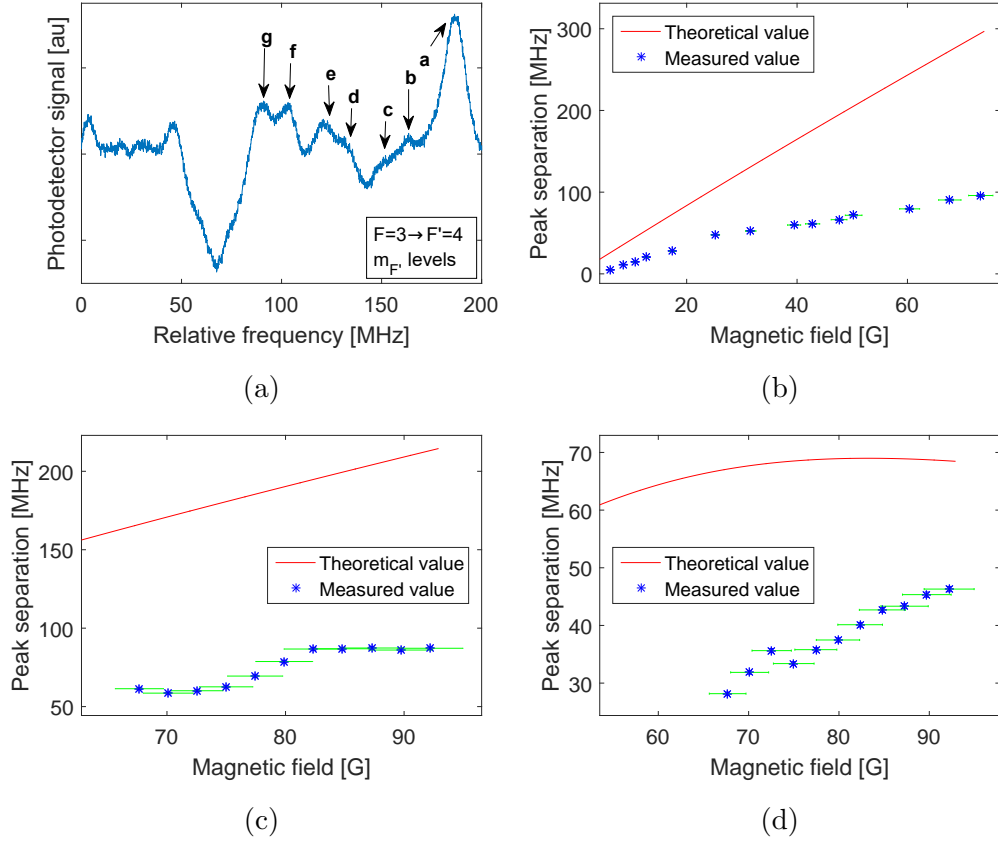 g
f
e
d
c
b
a
F=3→F'=4
m_F' levels
0
50
100
150
200
Relative frequency [MHz]
Photodetector signal [au]
(a)
Theoretical value
Measured value
0
100
200
300
20
40
60
Magnetic field [G]
Peak separation [MHz]
(b)
Theoretical value
Measured value
50
100
150
200
70
80
90
Magnetic field [G]
Peak separation [MHz]
(c)
Theoretical value
Measured value
30
40
50
60
70
60
70
80
90
Magnetic field [G]
Peak separation [MHz]
(d)